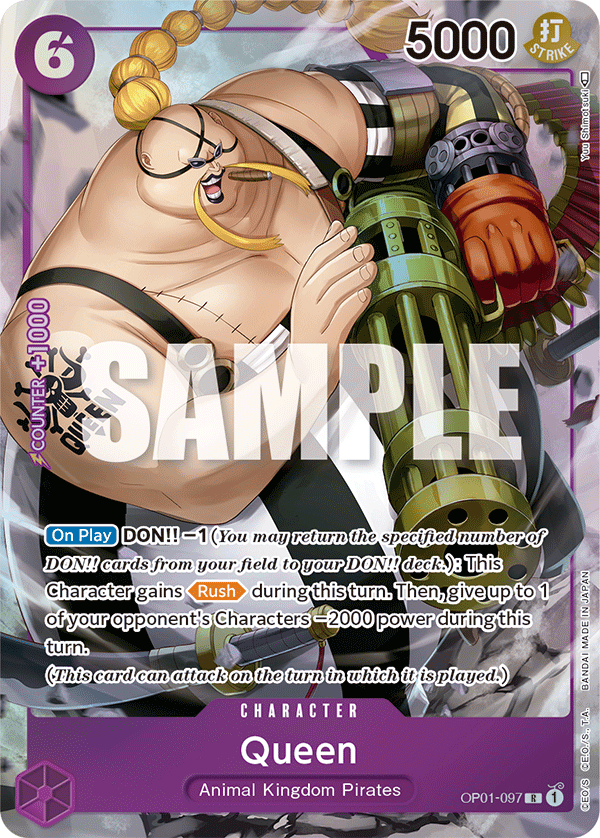 6
5000
打
STRIKE
Yuu Shimotsuki
COUNTER +1000
QUEEN
SAMPLE
On Play DON!! −1 (You may return the specified number of
DON!! cards from your field to your DON!! deck.): This
Character gains Rush during this turn. Then, give up to 1
of your opponent's Characters −2000 power during this
turn.
(This card can attack on the turn in which it is played.)
CHARACTER
Queen
Animal Kingdom Pirates
OP01-097 R 1
©E.O./S. ©E.O./S., T.A. BANDAI MADE IN JAPAN